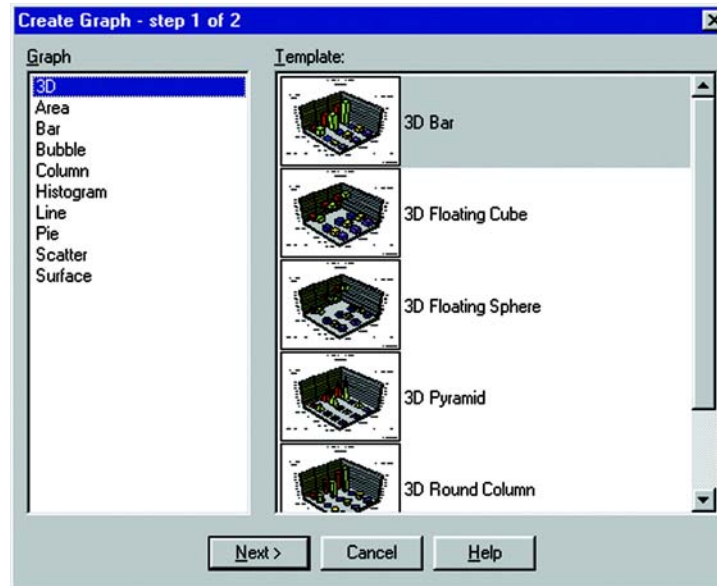 Create Graph - step 1 of 2
Graph
3D
Area
Bar
Bubble
Column
Histogram
Line
Pie
Scatter
Surface
Template:
3D Bar
3D Floating Cube
3D Floating Sphere
3D Pyramid
3D Round Column
Next >
Cancel
Help